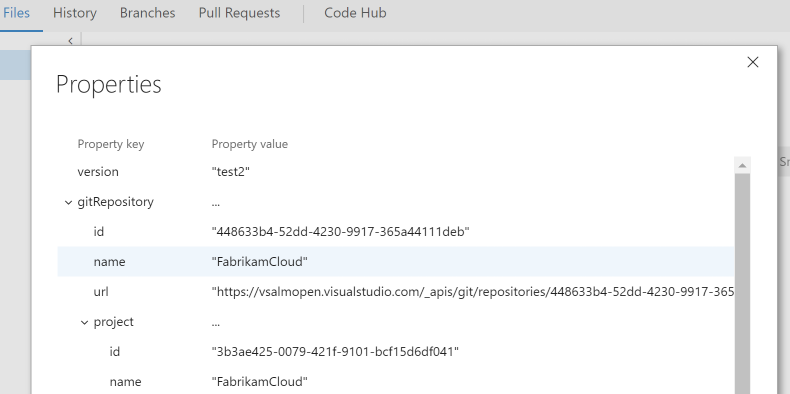 Files History Branches Pull Requests Code Hub
Properties
Property key Property value
version "test2"
gitRepository ...
id "448633b4-52dd-4230-9917-365a44111deb"
name "FabrikamCloud"
url "https://vsalmopen.visualstudio.com/_apis/git/repositories/448633b4-52dd-4230-9917-365
project ...
id "3b3ae425-0079-421f-9101-bcf15d6df041"
name "FabrikamCloud"